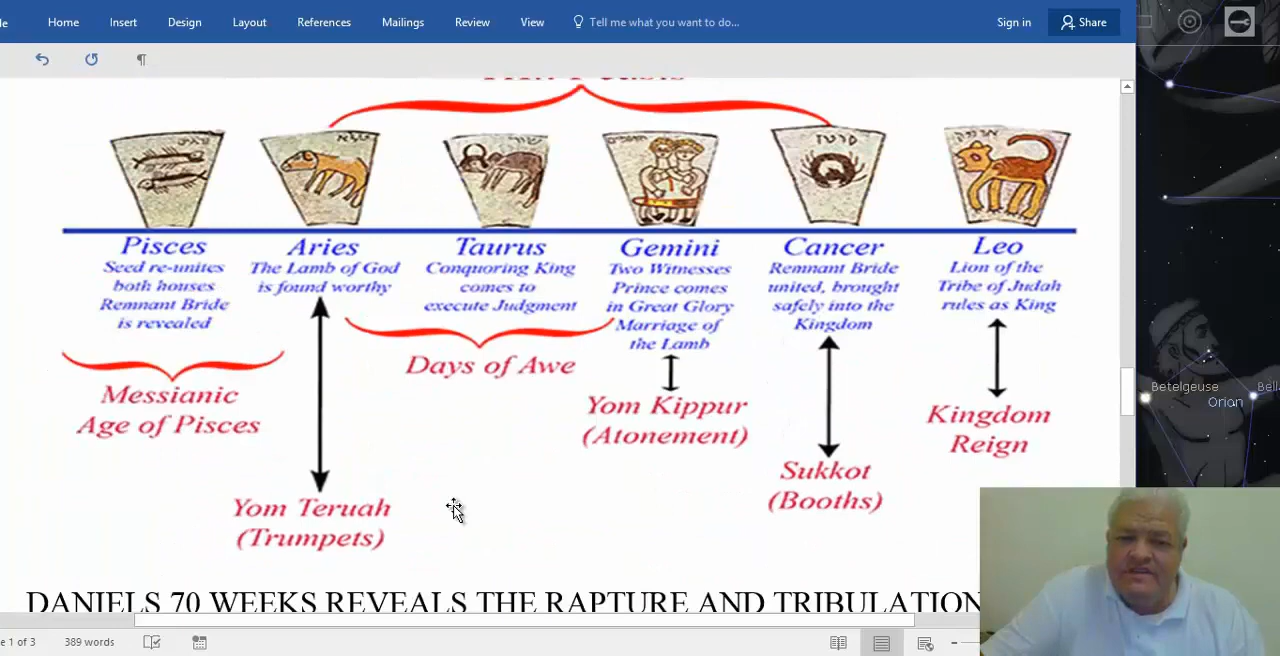 Home Insert Design Layout References Mailings Review View Tell me what you want to do... Sign in Share
Pisces
Seed re-unites
both houses
Remnant Bride
is revealed
Aries
The Lamb of God
is found worthy
Taurus
Conquoring King
comes to
execute Judgment
Gemini
Two Witnesses
Prince comes
in Great Glory
Marriage of
the Lamb
Cancer
Remnant Bride
united, brought
safely into the
Kingdom
Leo
Lion of the
Tribe of Judah
rules as King
Messianic
Age of Pisces
Days of Awe
Yom Teruah
(Trumpets)
Yom Kippur
(Atonement)
Sukkot
(Booths)
Kingdom
Reign
Betelgeuse
Orian
DANIELS 70 WEEKS REVEALS THE RAPTURE AND TRIBULATION
1 of 3 389 words